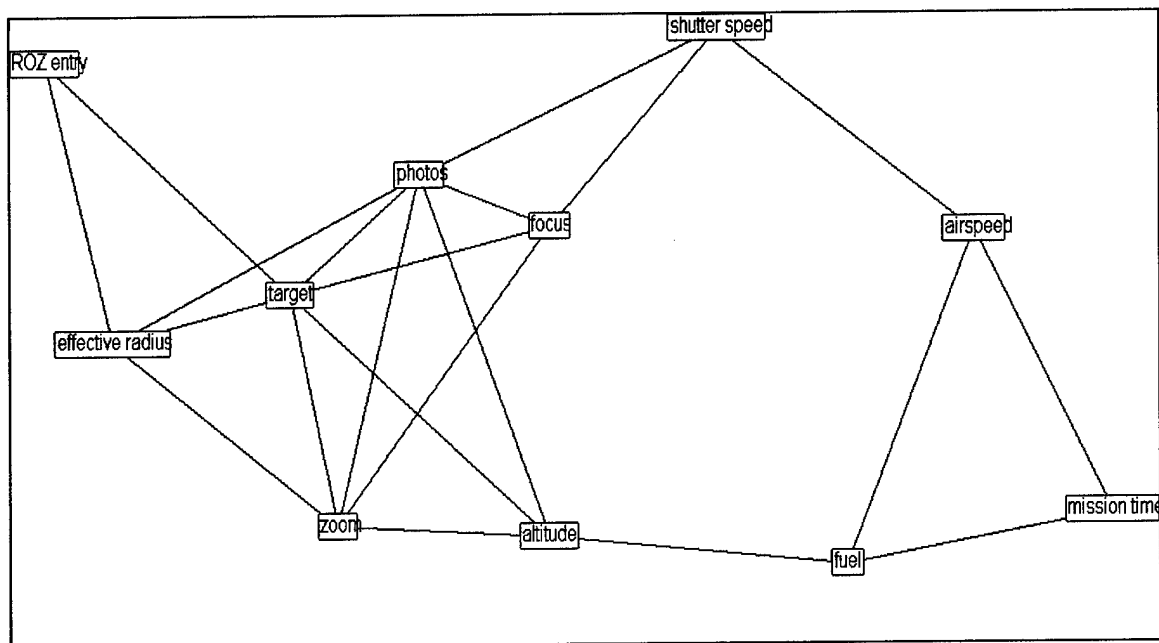 shutter speed
ROZ entry
photos
focus
airspeed
target
effective radius
mission time
zoom
altitude
fuel